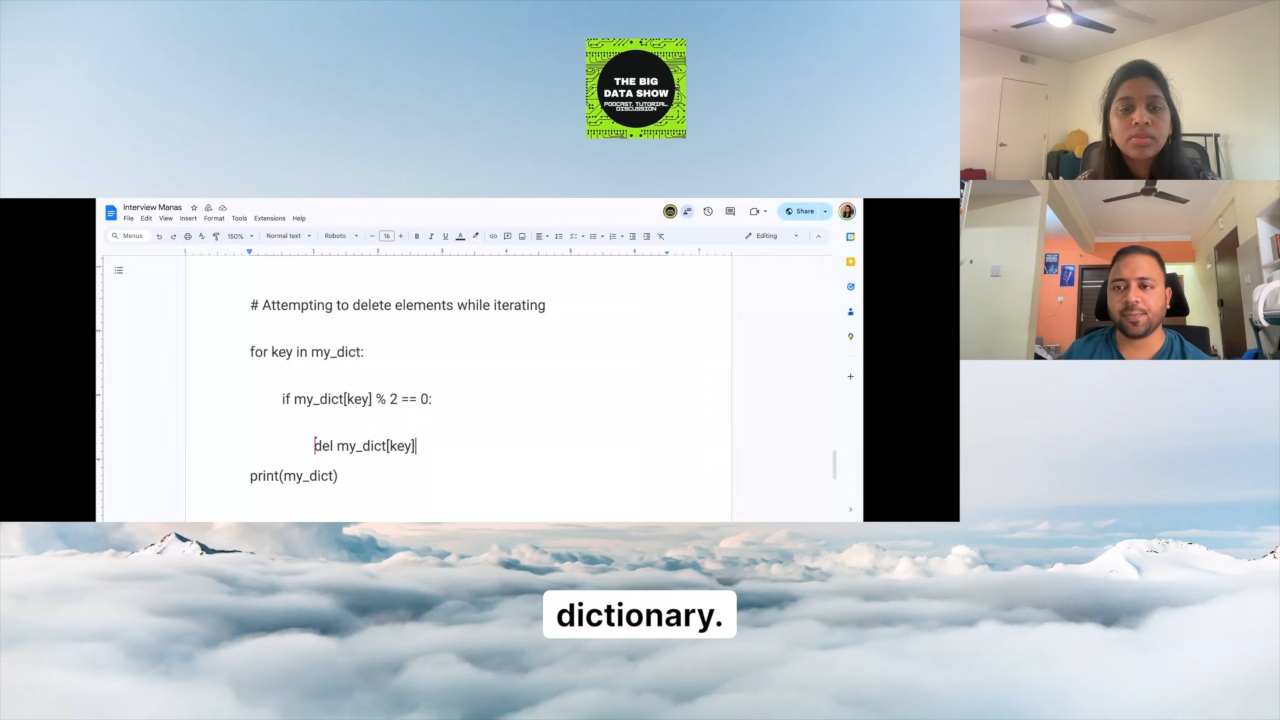 THE BIG
DATA SHOW
PODCAST, TUTORIAL,
DISCUSSION
Interview Manas
File Edit View Insert Format Tools Extensions Help
Share
Menus
150%
Normal text
Roboto
16
Editing
# Attempting to delete elements while iterating
for key in my_dict:
if my_dict[key] % 2 == 0:
del my_dict[key]
print(my_dict)
dictionary.